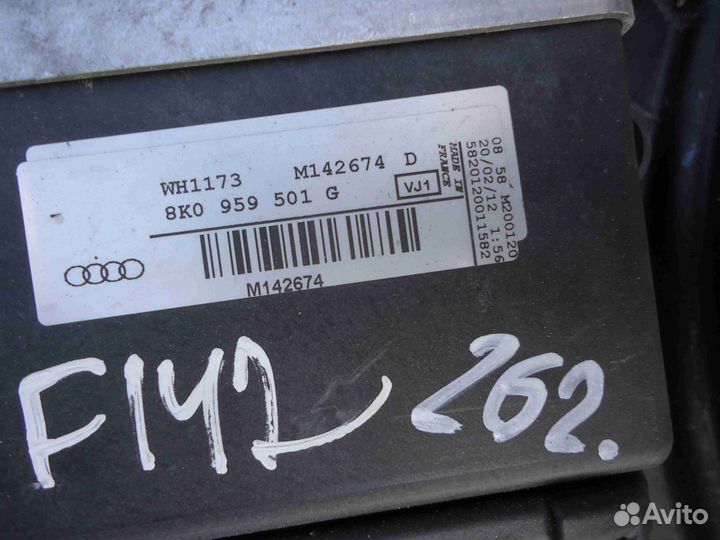 WH1173 M142674 D
8K0 959 501 G VJ1
MADE IN
FRANCE
M142674
08 58 M200120
20/02/12 1:56
5820120011582
F142 262.
Avito